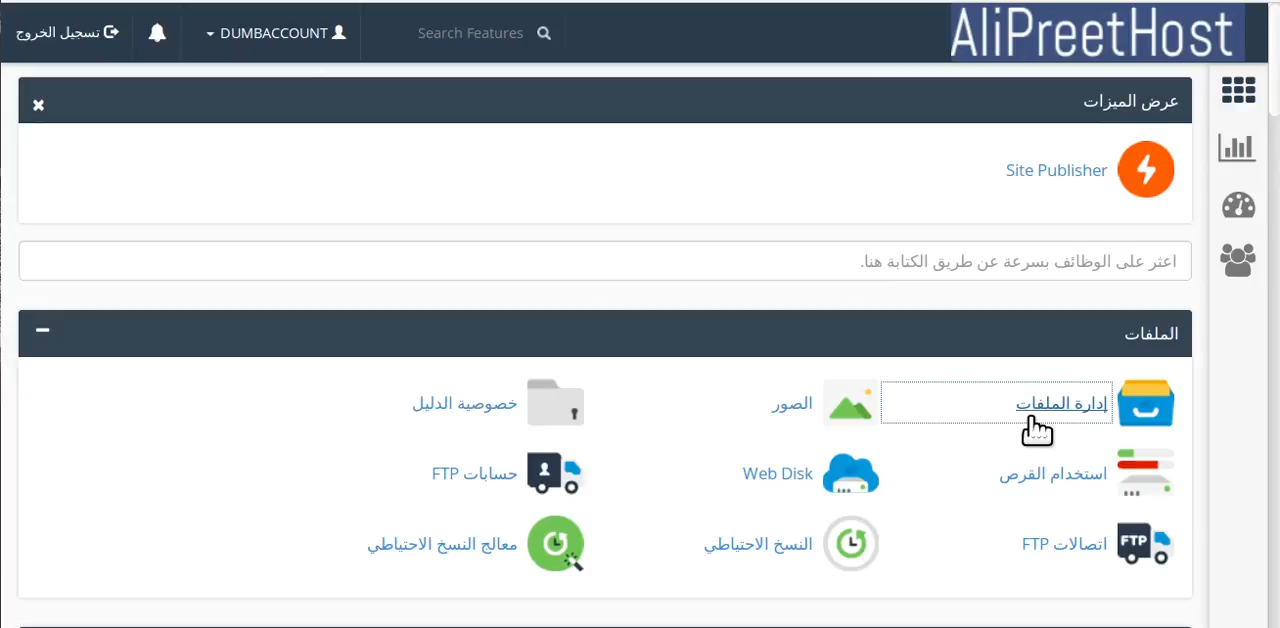 AliPreetHost
Search Features
DUMBACCOUNT
تسجيل الخروج
عرض الميزات
Site Publisher
اعثر على الوظائف بسرعة عن طريق الكتابة هنا.
الملفات
إدارة الملفات
الصور
خصوصية الدليل
استخدام القرص
Web Disk
حسابات FTP
FTP
اتصالات FTP
النسخ الاحتياطي
معالج النسخ الاحتياطي